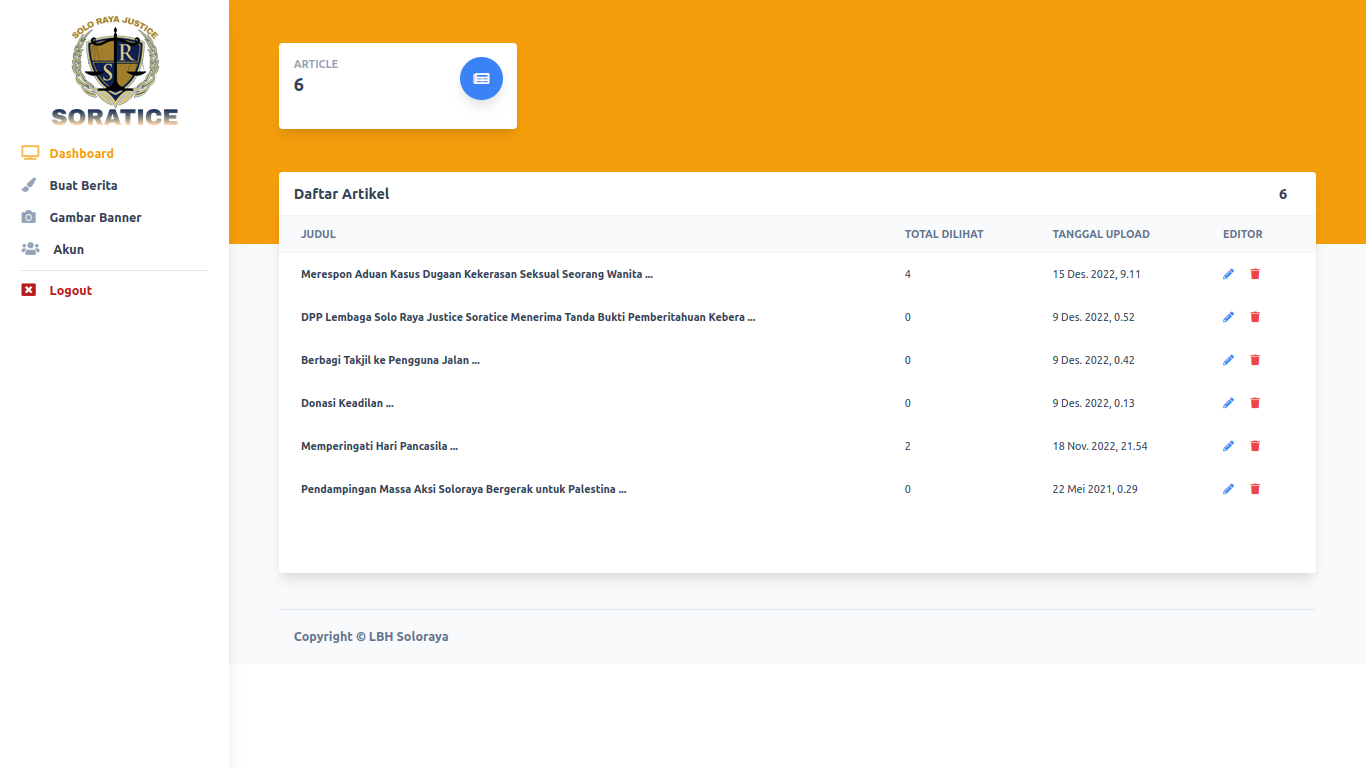 SOLO RAYA JUSTICE
S R
SORATICE
Dashboard
Buat Berita
Gambar Banner
Akun
Logout
ARTICLE
6
Daftar Artikel 6
JUDUL TOTAL DILIHAT TANGGAL UPLOAD EDITOR
Merespon Aduan Kasus Dugaan Kekerasan Seksual Seorang Wanita ... 4 15 Des. 2022, 9.11
DPP Lembaga Solo Raya Justice Soratice Menerima Tanda Bukti Pemberitahuan Kebera ... 0 9 Des. 2022, 0.52
Berbagi Takjil ke Pengguna Jalan ... 0 9 Des. 2022, 0.42
Donasi Keadilan ... 0 9 Des. 2022, 0.13
Memperingati Hari Pancasila ... 2 18 Nov. 2022, 21.54
Pendampingan Massa Aksi Soloraya Bergerak untuk Palestina ... 0 22 Mei 2021, 0.29
Copyright © LBH Soloraya